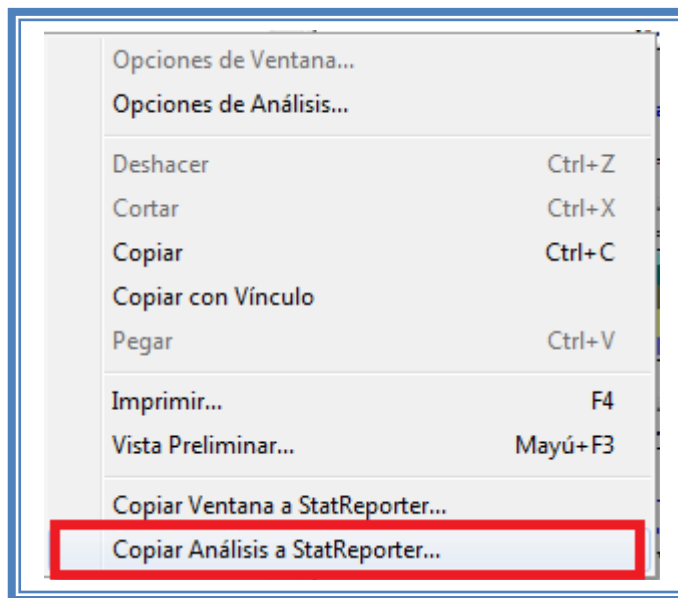 Opciones de Ventana...
Opciones de Análisis...
Deshacer Ctrl+Z
Cortar Ctrl+X
Copiar Ctrl+C
Copiar con Vínculo
Pegar Ctrl+V
Imprimir... F4
Vista Preliminar... Mayú+F3
Copiar Ventana a StatReporter...
Copiar Análisis a StatReporter...